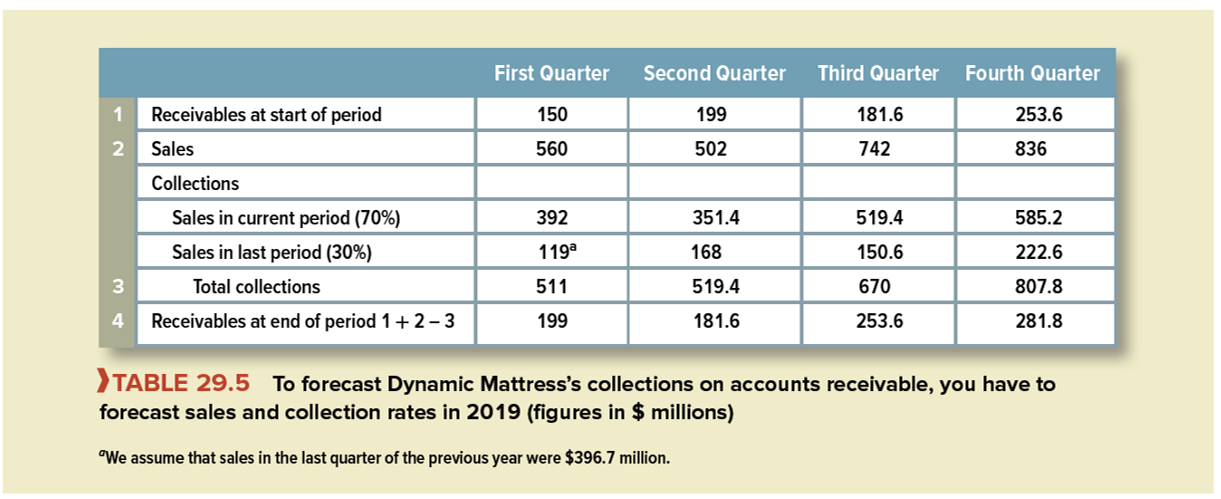 First Quarter Second Quarter Third Quarter Fourth Quarter
1 Receivables at start of period 150 199 181.6 253.6
2 Sales 560 502 742 836
Collections
Sales in current period (70%) 392 351.4 519.4 585.2
Sales in last period (30%) 119ª 168 150.6 222.6
3 Total collections 511 519.4 670 807.8
4 Receivables at end of period 1 + 2 – 3 199 181.6 253.6 281.8
❱TABLE 29.5 To forecast Dynamic Mattress’s collections on accounts receivable, you have to
forecast sales and collection rates in 2019 (figures in $ millions)
ªWe assume that sales in the last quarter of the previous year were $396.7 million.